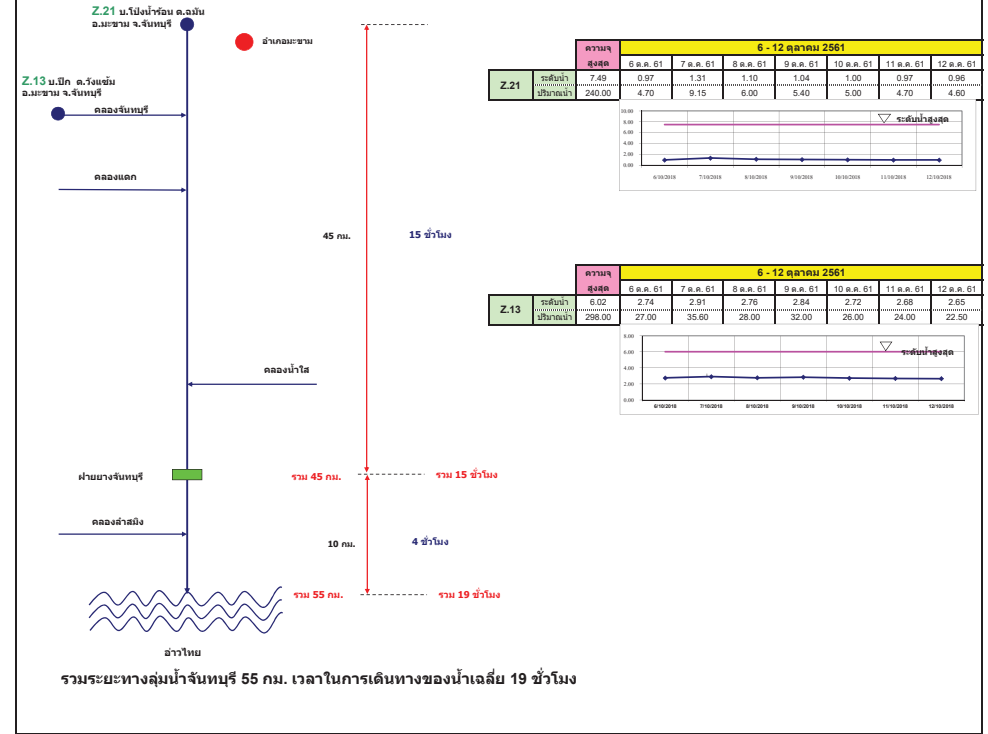 Z.21 บ.โป่งน้ำร้อน ต.ฉมัน
อ.มะขาม จ.จันทบุรี
อำเภอมะขาม
Z.13 บ.ปึก ต.วังแซ้ม
อ.มะขาม จ.จันทบุรี
คลองจันทบุรี
คลองแตก
45 กม. 15 ชั่วโมง
คลองน้ำใส
ฝายยางจันทบุรี
รวม 45 กม. รวม 15 ชั่วโมง
คลองลำสมิง
10 กม. 4 ชั่วโมง
รวม 55 กม. รวม 19 ชั่วโมง
อ่าวไทย
รวมระยะทางลุ่มน้ำจันทบุรี 55 กม. เวลาในการเดินทางของน้ำเฉลี่ย 19 ชั่วโมง
ความจุ 6 - 12 ตุลาคม 2561
สูงสุด 6 ต.ค. 61 7 ต.ค. 61 8 ต.ค. 61 9 ต.ค. 61 10 ต.ค. 61 11 ต.ค. 61 12 ต.ค. 61
Z.21
ระดับน้ำ 7.49 0.97 1.31 1.10 1.04 1.00 0.97 0.96
ปริมาณน้ำ 240.00 4.70 9.15 6.00 5.40 5.00 4.70 4.60
10.00
8.00
6.00
4.00
2.00
0.00
ระดับน้ำสูงสุด
6/10/2018 7/10/2018 8/10/2018 9/10/2018 10/10/2018 11/10/2018 12/10/2018
ความจุ 6 - 12 ตุลาคม 2561
สูงสุด 6 ต.ค. 61 7 ต.ค. 61 8 ต.ค. 61 9 ต.ค. 61 10 ต.ค. 61 11 ต.ค. 61 12 ต.ค. 61
Z.13
ระดับน้ำ 6.02 2.74 2.91 2.76 2.84 2.72 2.68 2.65
ปริมาณน้ำ 298.00 27.00 35.60 28.00 32.00 26.00 24.00 22.50
8.00
6.00
4.00
2.00
0.00
ระดับน้ำสูงสุด
6/10/2018 7/10/2018 8/10/2018 9/10/2018 10/10/2018 11/10/2018 12/10/2018